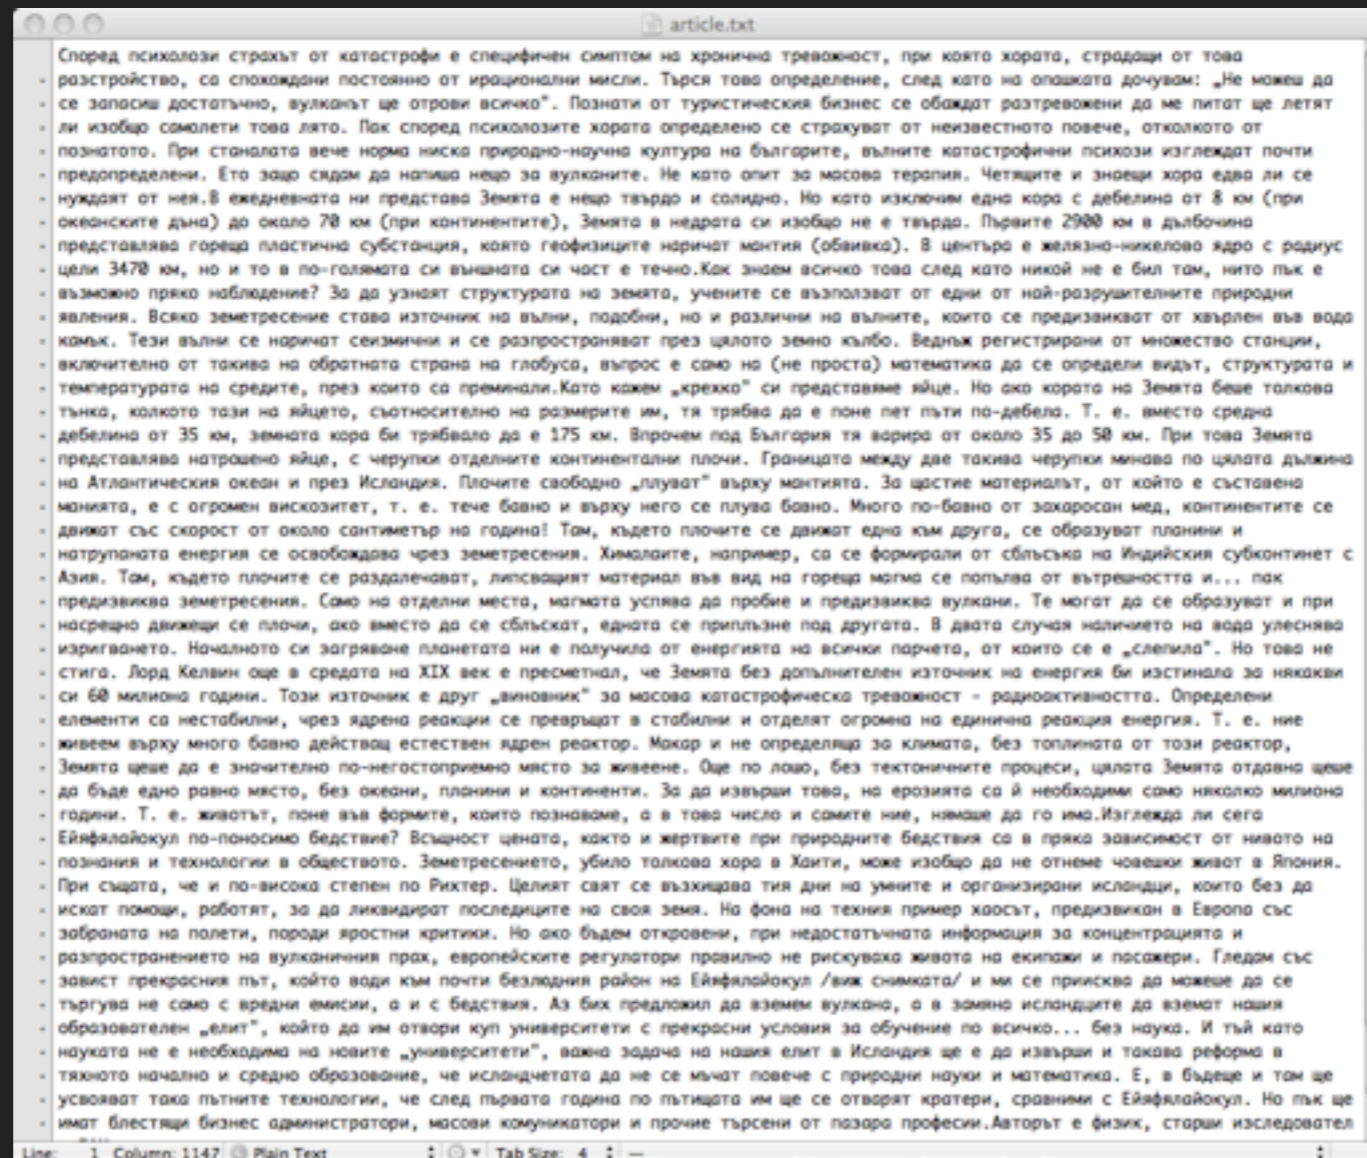 article.txt
Според психолози страхът от катастрофи е специфичен симптом на хронична тревожност, при която хората, страдащи от това
разстройство, са спохождани постоянно от ирационални мисли. Търся това определение, след като на опашката дочувам: „Не можеш да
се запасиш достатъчно, вулканът ще отрови всичко". Познати от туристическия бизнес се обаждат разтревожени да ме питат ще летят
ли изобщо самолети това лято. Пак според психолозите хората определено се страхуват от неизвестното повече, отколкото от
познатото. При станалата вече норма ниска природно-научна култура на българите, вълните катастрофични психози изглеждат почти
предопределени. Ето защо сядам да напиша нещо за вулканите. Не като опит за масова терапия. Четящите и знаещи хора едва ли се
нуждаят от нея.В ежедневната ни представа Земята е нещо твърдо и солидно. Но като изключим една кора с дебелина от 8 км (при
океанските дъна) до около 70 км (при континентите), Земята в недрата си изобщо не е твърда. Първите 2900 км в дълбочина
представлява гореща пластична субстанция, която геофизиците наричат мантия (обвивка). В центъра е желязно-никелово ядро с радиус
цели 3470 км, но и то в по-голямата си външната си част е течно.Как знаем всичко това след като никой не е бил там, нито пък е
възможно пряко наблюдение? За да узнаят структурата на земята, учените се възползват от едни от най-разрушителните природни
явления. Всяко земетресение става източник на вълни, подобни, но и различни на вълните, които се предизвикват от хвърлен във вода
камък. Тези вълни се наричат сеизмични и се разпространяват през цялото земно кълбо. Веднъж регистрирани от множество станции,
включително от такива на обратната страна на глобуса, въпрос е само на (не проста) математика да се определи видът, структурата и
температурата на средите, през които са преминали.Като кажем „крехко" си представяме яйце. Но ако кората на Земята беше толкова
тънка, колкото тази на яйцето, съотносително на размерите им, тя трябва да е поне пет пъти по-дебела. Т. е. вместо средна
дебелина от 35 км, земната кора би трябвало да е 175 км. Впрочем под България тя варира от около 35 до 50 км. При това Земята
представлява натрошено яйце, с черупки отделните континентални плочи. Границата между две такива черупки минава по цялата дължина
на Атлантическия океан и през Исландия. Плочите свободно „плуват" върху мантията. За щастие материалът, от който е съставена
манията, е с огромен вискозитет, т. е. тече бавно и върху него се плува бавно. Много по-бавно от захаросан мед, континентите се
движат със скорост от около сантиметър на година! Там, където плочите се движат една към друга, се образуват планини и
натрупаната енергия се освобождава чрез земетресения. Хималаите, например, са се формирали от сблъсъка на Индийския субконтинет с
Азия. Там, където плочите се раздалечават, липсващият материал във вид на гореща магма се попълва от вътрешността и... пак
предизвиква земетресения. Само на отделни места, магмата успява да пробие и предизвиква вулкани. Те могат да се образуват и при
насрещно движещи се плочи, ако вместо да се сблъскат, едната се приплъзне под другата. В двата случая наличието на вода улеснява
изригването. Началното си загряване планетата ни е получила от енергията на всички парчета, от които се е „слепила". Но това не
стига. Лорд Келвин още в средата на XIX век е пресметнал, че Земята без допълнителен източник на енергия би изстинала за някакви
си 60 милиона години. Този източник е друг „виновник" за масова катастрофическа тревожност - радиоактивността. Определени
елементи са нестабилни, чрез ядрена реакции се превръщат в стабилни и отделят огромна на единична реакция енергия. Т. е. ние
живеем върху много бавно действащ естествен ядрен реактор. Макар и не определяща за климата, без топлината от този реактор,
Земята щеше да е значително по-негостоприемно място за живеене. Още по лошо, без тектоничните процеси, цялата Земята отдавна щеше
да бъде едно равно място, без океани, планини и континенти. За да извърши това, на ерозията са й необходими само няколко милиона
години. Т. е. животът, поне във формите, които познаваме, а в това число и самите ние, нямаше да го има.Изглежда ли сега
Ейяфялайокул по-поносимо бедствие? Всъщност цената, както и жертвите при природните бедствия са в пряка зависимост от нивото на
познания и технологии в обществото. Земетресението, убило толкова хора в Хаити, може изобщо да не отнеме човешки живот в Япония.
При същата, че и по-висока степен по Рихтер. Целият свят се възхищава тия дни на умните и организирани исландци, които без да
искат помощи, работят, за да ликвидират последиците на своя земя. На фона на техния пример хаосът, предизвикан в Европа със
забраната на полети, породи яростни критики. Но ако бъдем откровени, при недостатъчната информация за концентрацията и
разпространението на вулканичния прах, европейските регулатори правилно не рискуваха живота на екипажи и пасажери. Гледам със
завист прекрасния път, който води към почти безлюдния район на Ейяфялайокул /виж снимката/ и ми се приисква да можеше да се
търгува не само с вредни емисии, а и с бедствия. Аз бих предложил да вземем вулкана, а в замяна исландците да вземат нашия
образователен „елит", който да им отвори куп университети с прекрасни условия за обучение по всичко... без наука. И тъй като
науката не е необходима на новите „университети", важна задача на нашия елит в Исландия ще е да извърши и такава реформа в
тяхното начално и средно образование, че исландчетата да не се мъчат повече с природни науки и математика. Е, в бъдеще и там ще
усвояват така пътните технологии, че след първата година по пътищата им ще се отварят кратери, сравними с Ейяфялайокул. Но пък ще
имат блестящи бизнес администратори, масови комуникатори и прочие търсени от пазара професии.Авторът е физик, старши изследовател
Line: 1 Column: 1147 Plain Text Tab Size: 4 —